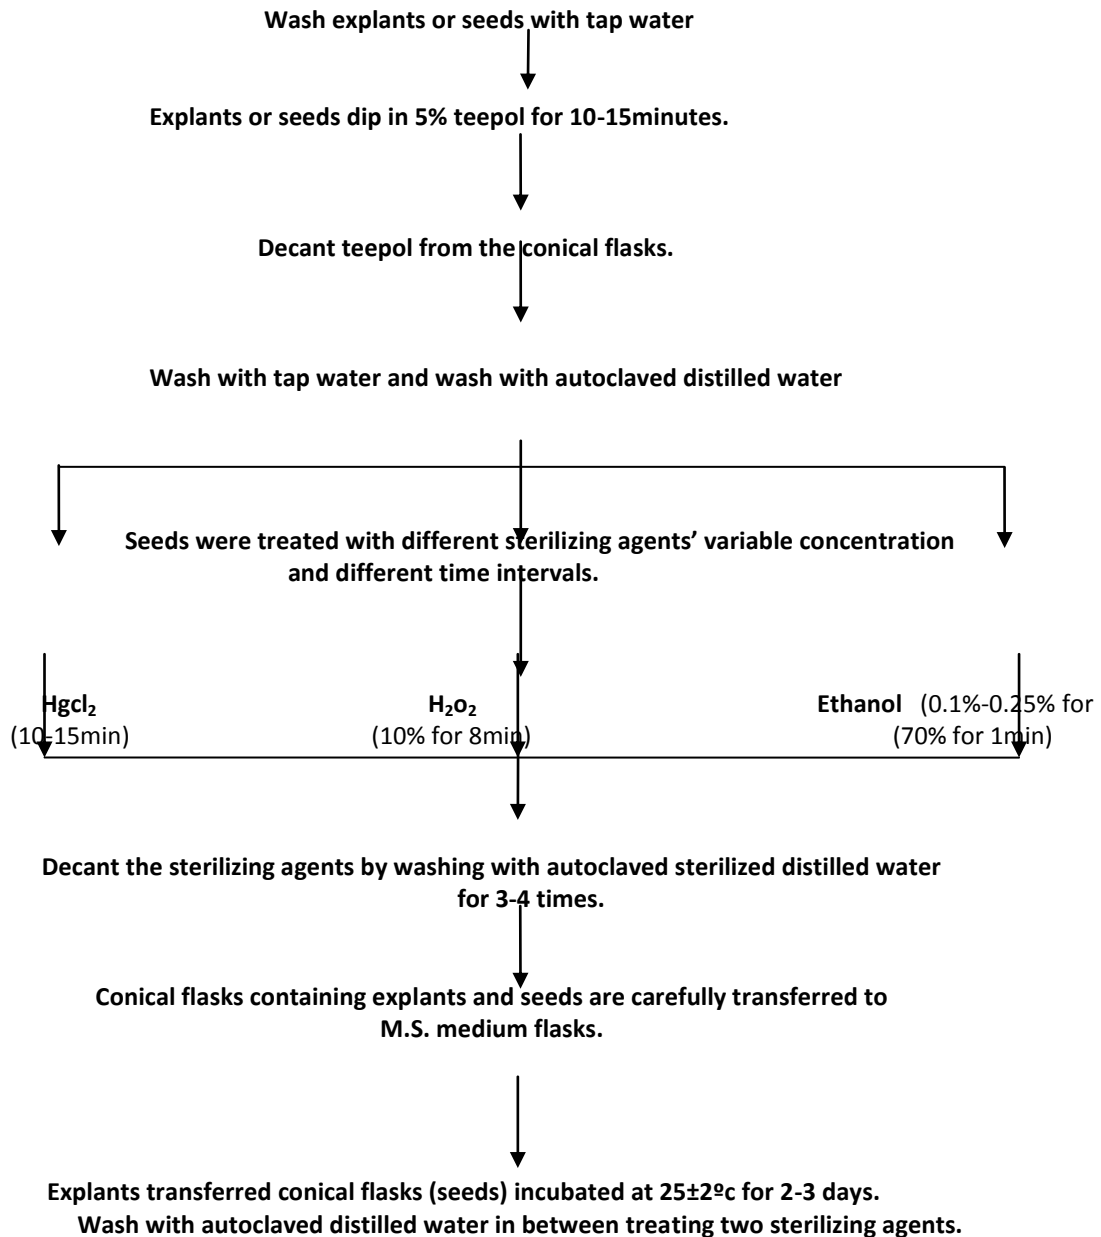 Wash explants or seeds with tap water
Explants or seeds dip in 5% teepol for 10-15minutes.
Decant teepol from the conical flasks.
Wash with tap water and wash with autoclaved distilled water
Seeds were treated with different sterilizing agents’ variable concentration
and different time intervals.
Hgcl₂ H₂o₂ Ethanol (0.1%-0.25% for
(10-15min) (10% for 8min) (70% for 1min)
Decant the sterilizing agents by washing with autoclaved sterilized distilled water
for 3-4 times.
Conical flasks containing explants and seeds are carefully transferred to
M.S. medium flasks.
Explants transferred conical flasks (seeds) incubated at 25±2ºc for 2-3 days.
Wash with autoclaved distilled water in between treating two sterilizing agents.